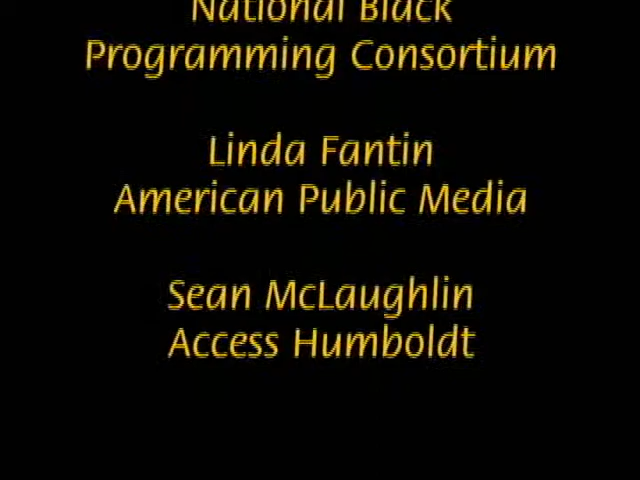 National Black
Programming Consortium
Linda Fantin
American Public Media
Sean McLaughlin
Access Humboldt